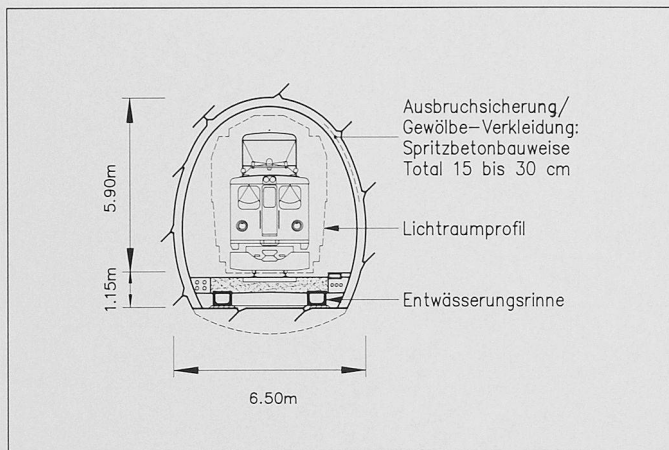 Ausbruchsicherung/
Gewölbe-Verkleidung:
Spritzbetonbauweise
Total 15 bis 30 cm
5.90m
Lichtraumprofil
1.15m
Entwässerungsrinne
6.50m